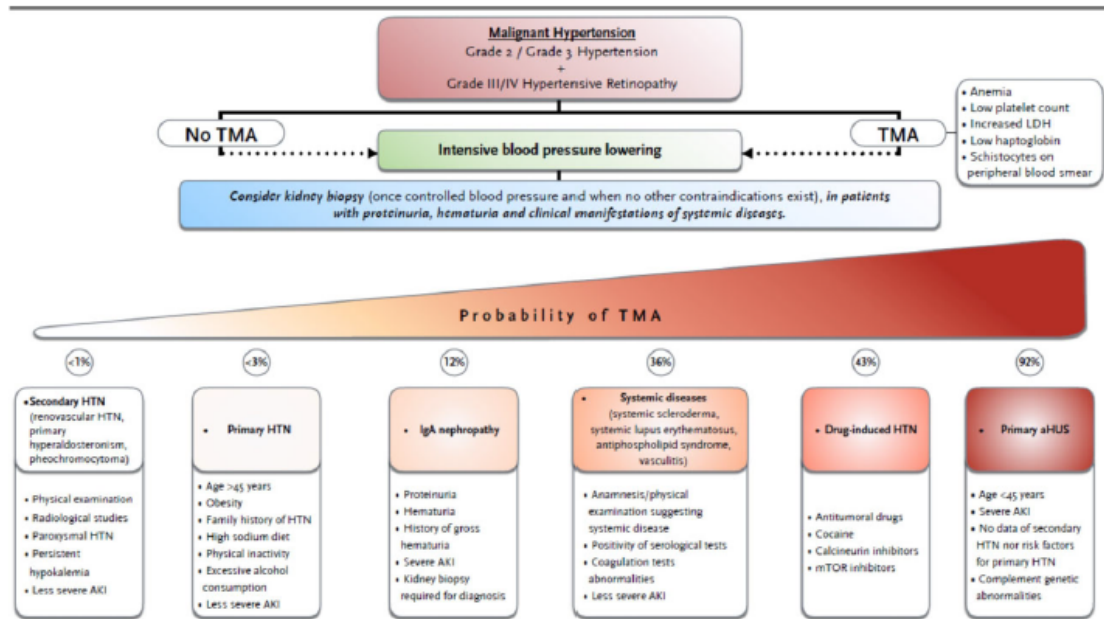 Malignant Hypertension
Grade 2 / Grade 3 Hypertension
+
Grade III/IV Hypertensive Retinopathy
No TMA
TMA
• Anemia
• Low platelet count
• Increased LDH
• Low haptoglobin
• Schistocytes on
peripheral blood smear
Intensive blood pressure lowering
Consider kidney biopsy (once controlled blood pressure and when no other contraindications exist), in patients
with proteinuria, hematuria and clinical manifestations of systemic diseases.
Probability of TMA
<1%
<3%
12%
36%
43%
92%
•Secondary HTN
(renovascular HTN,
primary
hyperaldosteronism,
pheochromocytoma)
• Physical examination
• Radiological studies
• Paroxysmal HTN
• Persistent
hypokalemia
• Less severe AKI
• Primary HTN
• Age >45 years
• Obesity
• Family history of HTN
• High sodium diet
• Physical inactivity
• Excessive alcohol
consumption
• Less severe AKI
• IgA nephropathy
• Proteinuria
• Hematuria
• History of gross
hematuria
• Severe AKI
• Kidney biopsy
required for diagnosis
• Systemic diseases
(systemic scleroderma,
systemic lupus erythematosus,
antiphospholipid syndrome,
vasculitis)
• Anamnesis/physical
examination suggesting
systemic disease
• Positivity of serological tests
• Coagulation tests
abnormalities
• Less severe AKI
• Drug-induced HTN
• Antitumoral drugs
• Cocaine
• Calcineurin inhibitors
• mTOR inhibitors
• Primary aHUS
• Age <45 years
• Severe AKI
• No data of secondary
HTN nor risk factors
for primary HTN
• Complement genetic
abnormalities